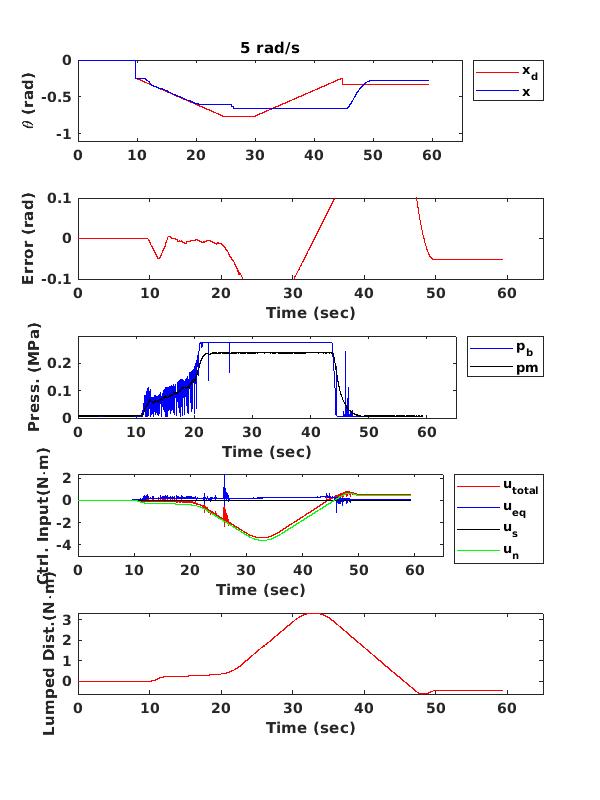 5 rad/s
θ (rad)
0
-0.5
-1
0 10 20 30 40 50 60
x_d
x
Error (rad)
0.1
0
-0.1
0 10 20 30 40 50 60
Time (sec)
Press. (MPa)
0.2
0.1
0
0 10 20 30 40 50 60
Time (sec)
p_b
pm
Ctrl. Input(N·m)
2
0
-2
-4
0 10 20 30 40 50 60
Time (sec)
u_total
u_eq
u_s
u_n
Lumped Dist.(N·m)
3
2
1
0
0 10 20 30 40 50 60
Time (sec)